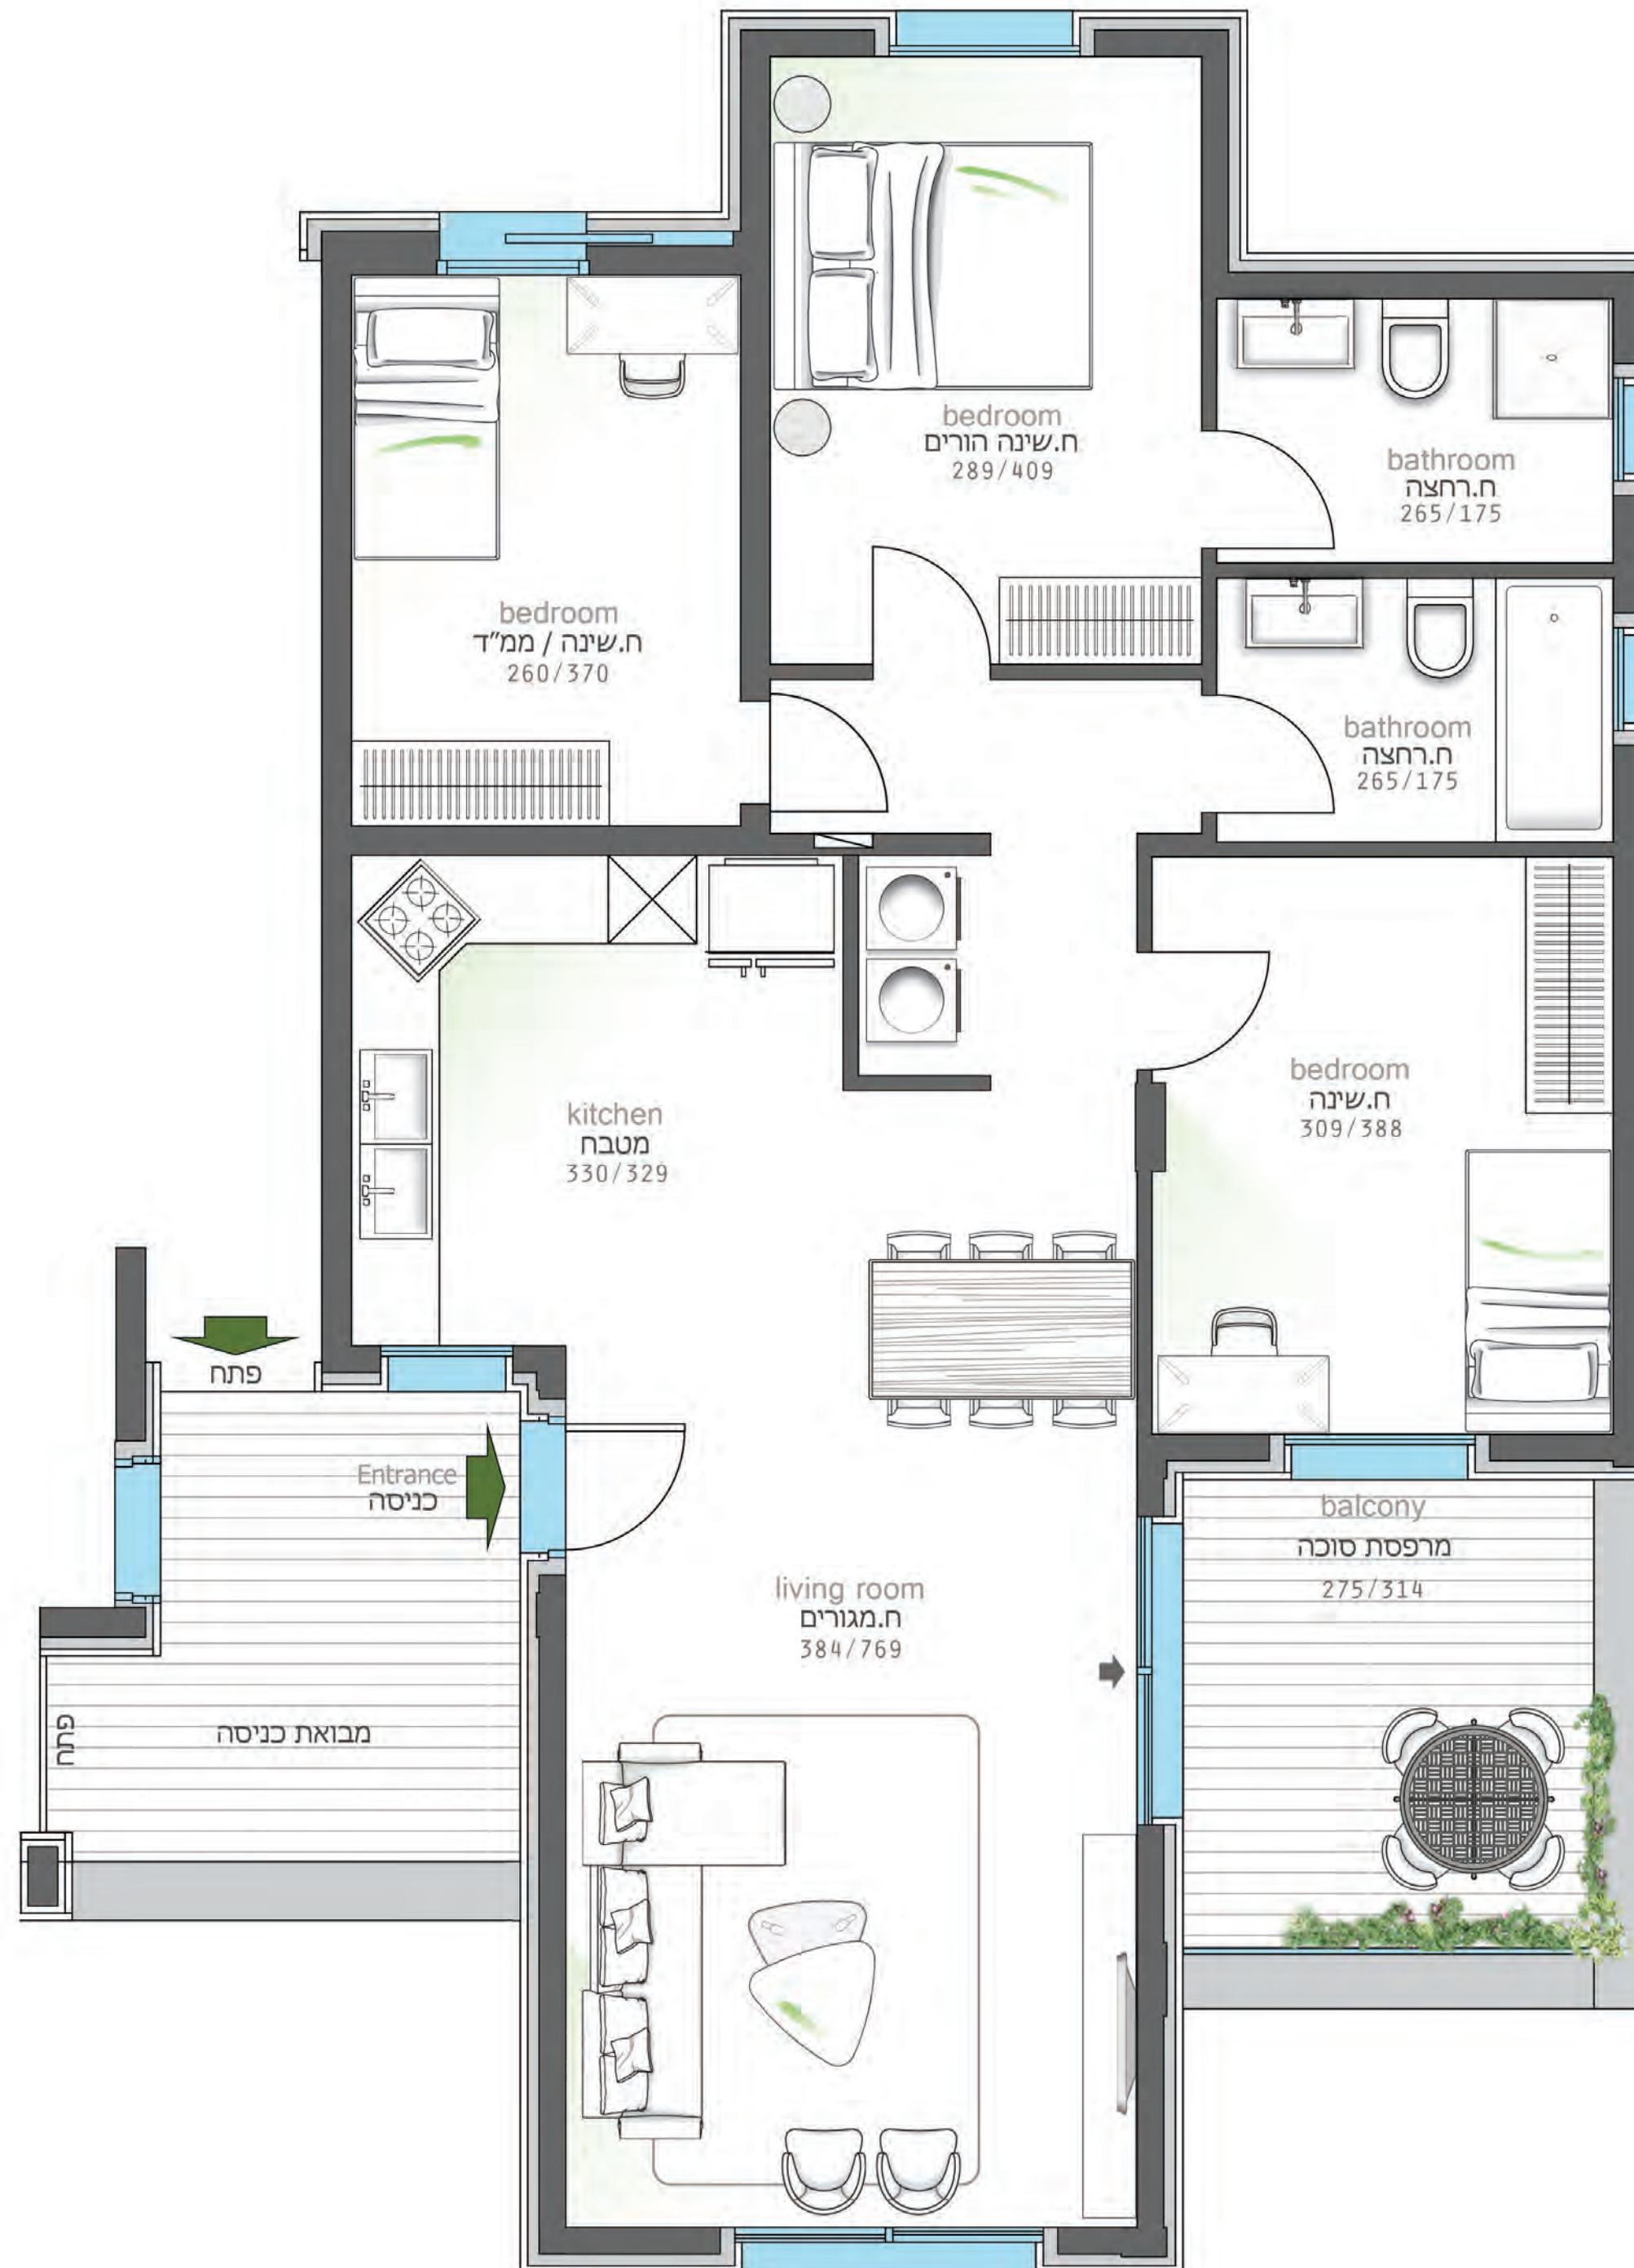 bedroom
ח.שינה הורים
289/409
bathroom
ח.רחצה
265/175
bedroom
ח.שינה / ממ"ד
260/370
bathroom
ח.רחצה
265/175
kitchen
מטבח
330/329
bedroom
ח.שינה
309/388
פתח
Entrance
כניסה
balcony
מרפסת סוכה
275/314
living room
ח.מגורים
384/769
פתח
מבואת כניסה